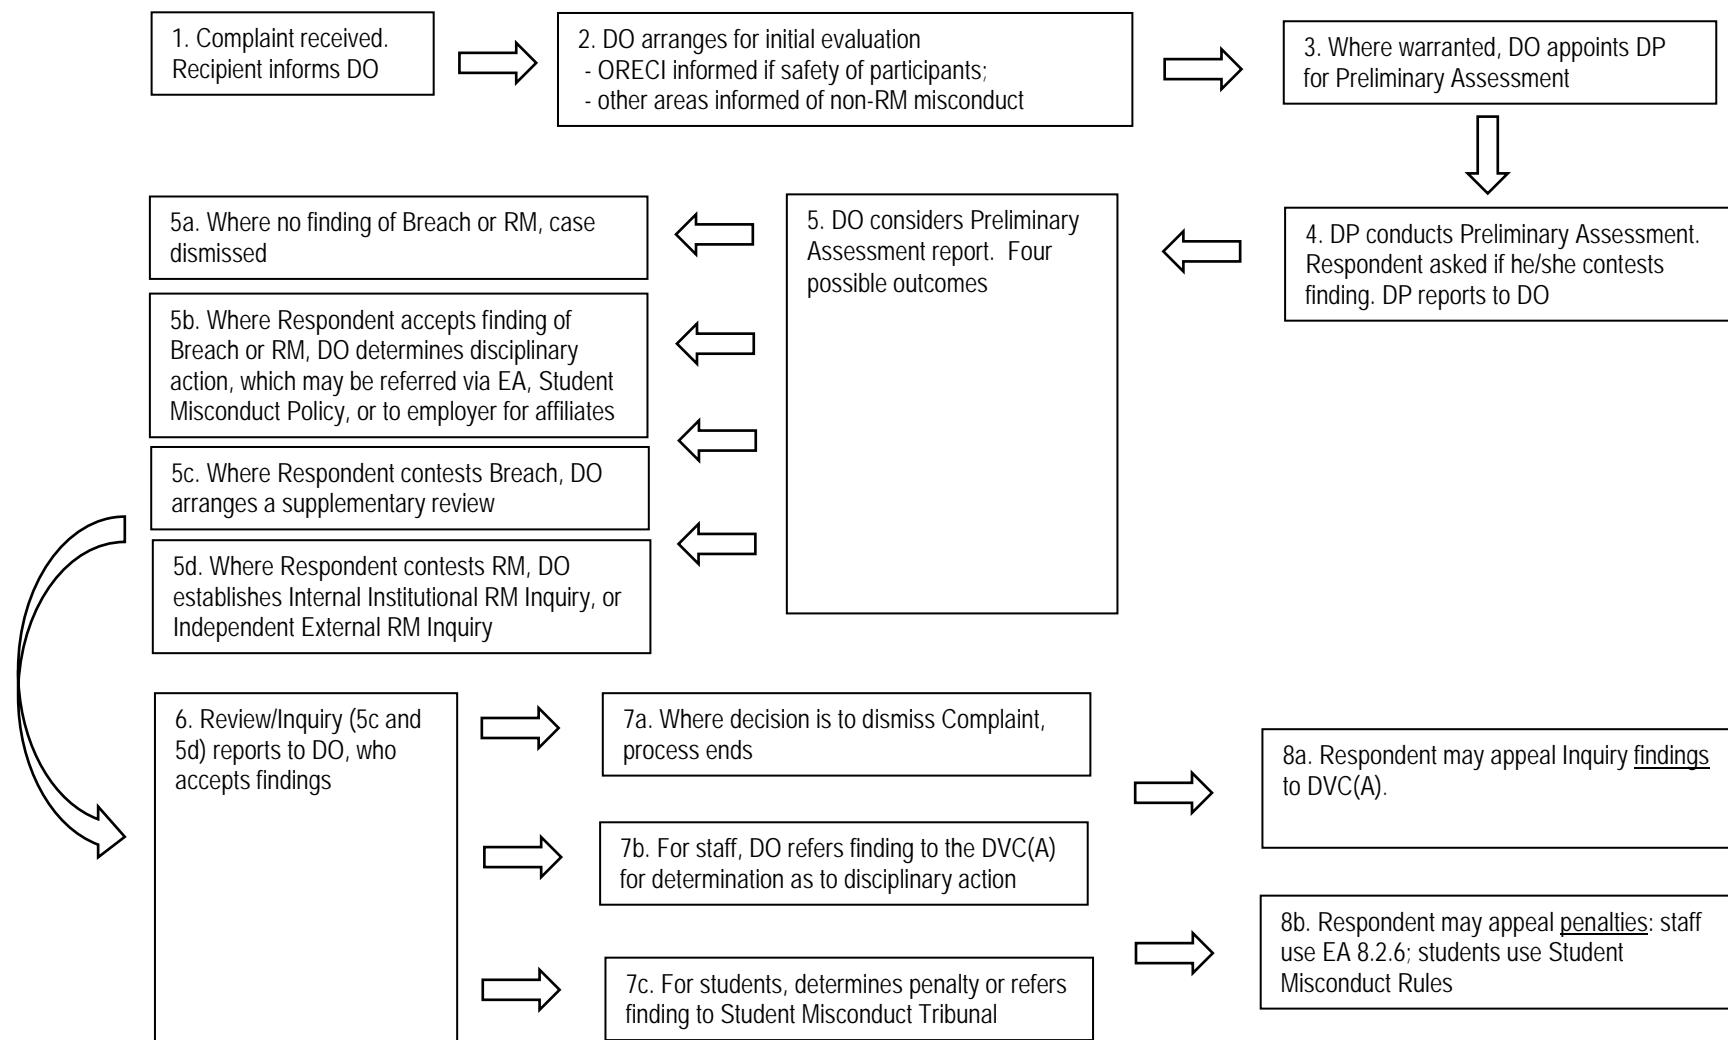 1. Complaint received.
Recipient informs DO
2. DO arranges for initial evaluation
- ORECI informed if safety of participants;
- other areas informed of non-RM misconduct
3. Where warranted, DO appoints DP
for Preliminary Assessment
4. DP conducts Preliminary Assessment.
Respondent asked if he/she contests
finding. DP reports to DO
5. DO considers Preliminary
Assessment report. Four
possible outcomes
5a. Where no finding of Breach or RM, case
dismissed
5b. Where Respondent accepts finding of
Breach or RM, DO determines disciplinary
action, which may be referred via EA, Student
Misconduct Policy, or to employer for affiliates
5c. Where Respondent contests Breach, DO
arranges a supplementary review
5d. Where Respondent contests RM, DO
establishes Internal Institutional RM Inquiry, or
Independent External RM Inquiry
6. Review/Inquiry (5c and
5d) reports to DO, who
accepts findings
7a. Where decision is to dismiss Complaint,
process ends
7b. For staff, DO refers finding to the DVC(A)
for determination as to disciplinary action
7c. For students, determines penalty or refers
finding to Student Misconduct Tribunal
8a. Respondent may appeal Inquiry findings
to DVC(A).
8b. Respondent may appeal penalties: staff
use EA 8.2.6; students use Student
Misconduct Rules